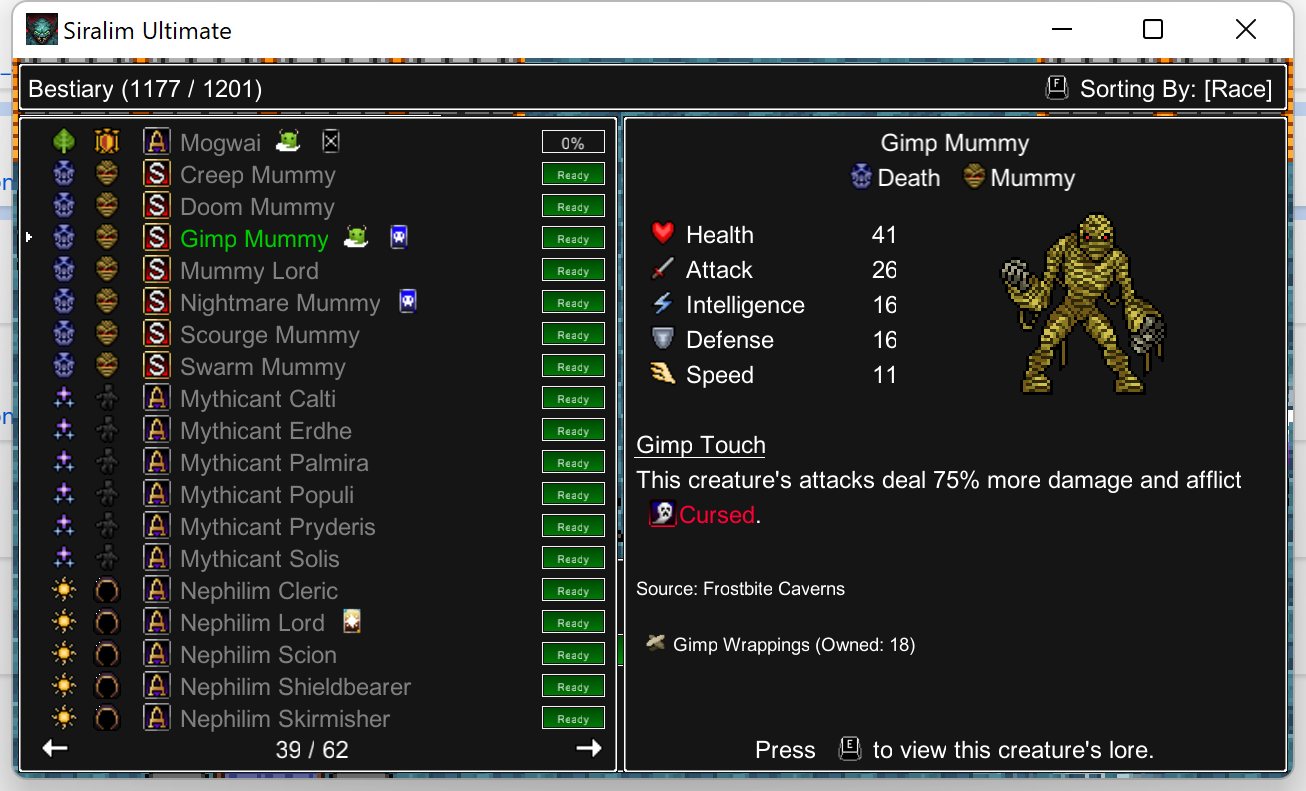 Siralim Ultimate
Bestiary (1177 / 1201)
F Sorting By: [Race]
A Mogwai 0%
S Creep Mummy Ready
S Doom Mummy Ready
S Gimp Mummy Ready
S Mummy Lord Ready
S Nightmare Mummy Ready
S Scourge Mummy Ready
S Swarm Mummy Ready
A Mythicant Calti Ready
A Mythicant Erdhe Ready
A Mythicant Palmira Ready
A Mythicant Populi Ready
A Mythicant Pryderis Ready
A Mythicant Solis Ready
A Nephilim Cleric Ready
A Nephilim Lord Ready
A Nephilim Scion Ready
A Nephilim Shieldbearer Ready
A Nephilim Skirmisher Ready
39 / 62
Gimp Mummy
Death Mummy
Health 41
Attack 26
Intelligence 16
Defense 16
Speed 11
Gimp Touch
This creature's attacks deal 75% more damage and afflict
Cursed.
Source: Frostbite Caverns
Gimp Wrappings (Owned: 18)
Press E to view this creature's lore.